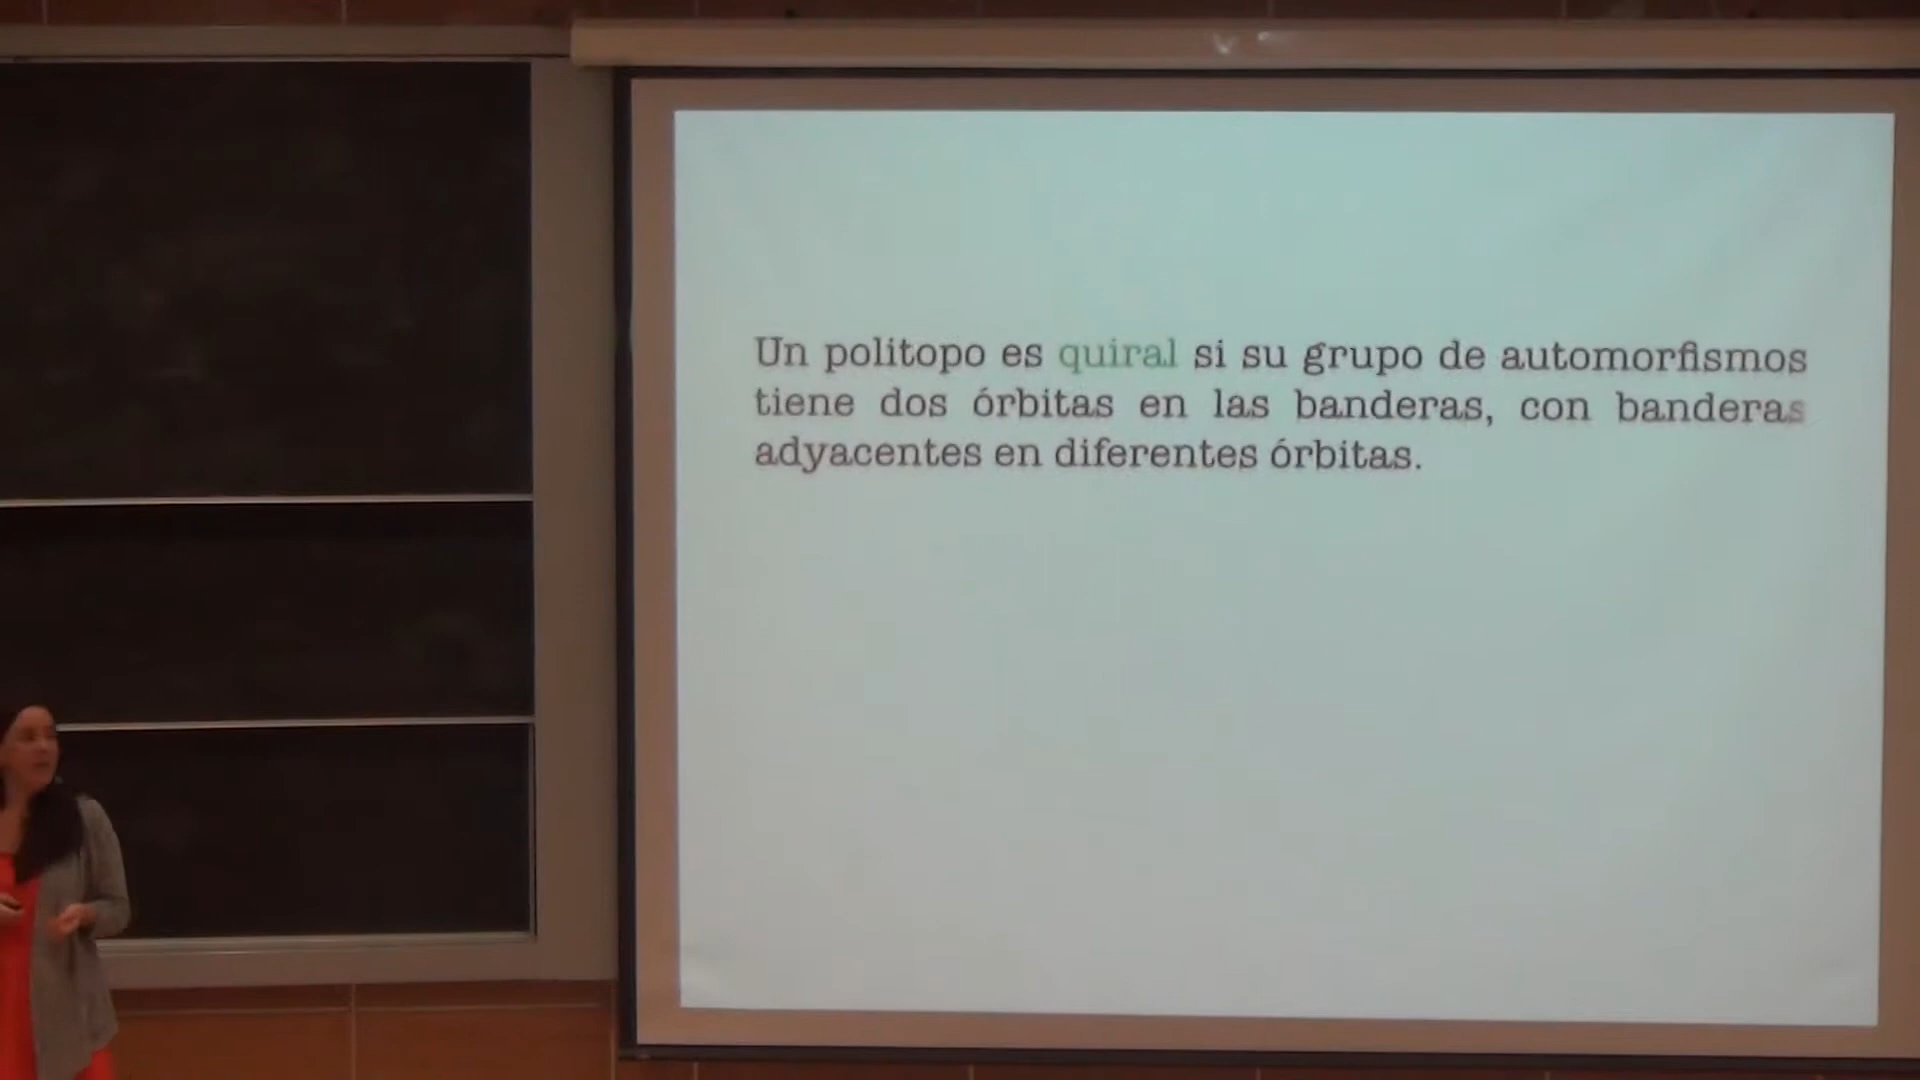 Un politopo es quiral si su grupo de automorfismos
tiene dos órbitas en las banderas, con banderas
adyacentes en diferentes órbitas.